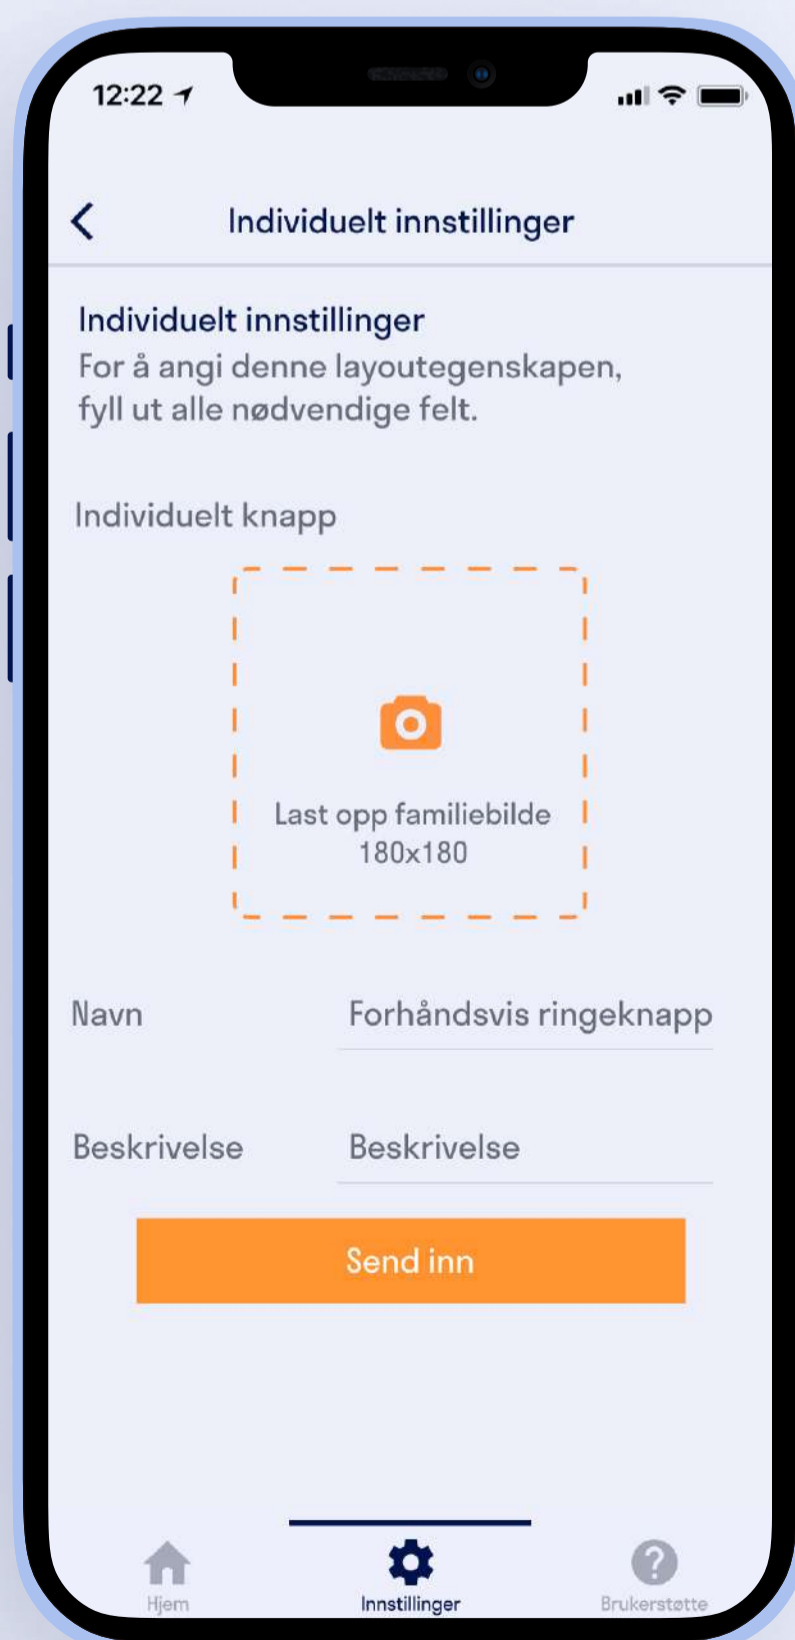 12:22
Individuelt innstillinger
Individuelt innstillinger
For å angi denne layoutegenskapen,
fyll ut alle nødvendige felt.
Individuelt knapp
Last opp familiebilde
180x180
Navn
Forhåndsvis ringeknapp
Beskrivelse
Beskrivelse
Send inn
Hjem
Innstillinger
Brukerstøtte